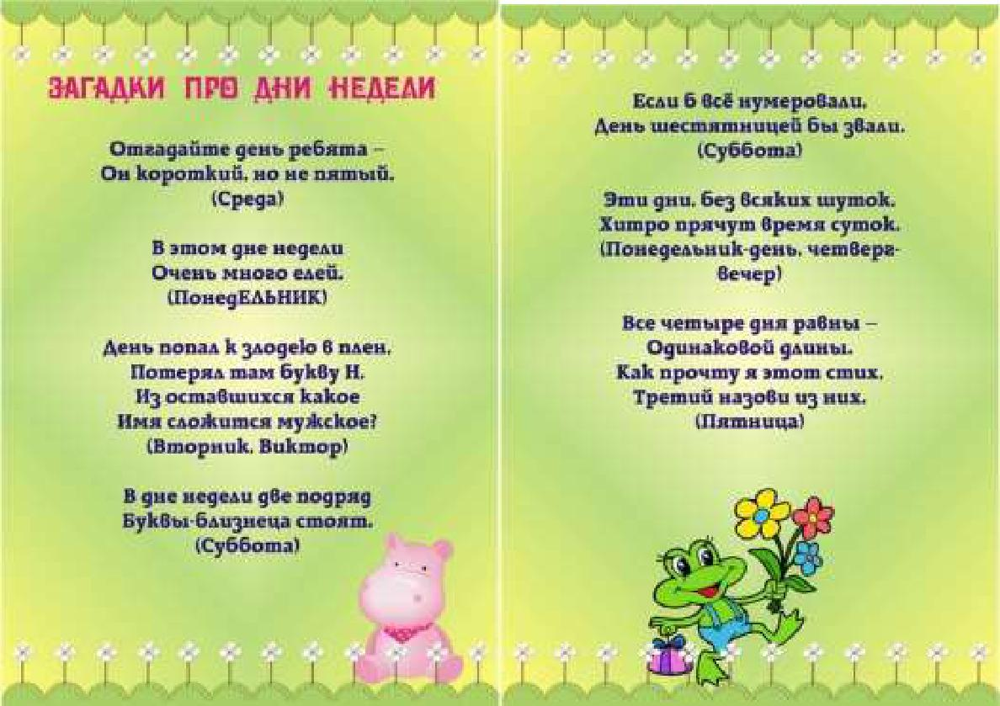 ЗАГАДКИ ПРО ДНИ НЕДЕЛИ
Отгадайте день ребята –
Он короткий, но не пятый.
(Среда)
В этом дне недели
Очень много елей.
(ПонедЕЛЬНИК)
День попал к злодею в плен,
Потерял там букву Н.
Из оставшихся какое
Имя сложится мужское?
(Вторник, Виктор)
В дне недели две подряд
Буквы-близнеца стоят.
(Суббота)
Если б всё нумеровали,
День шестятницей бы звали.
(Суббота)
Эти дни, без всяких шуток,
Хитро прячут время суток.
(Понедельник-день, четверг-
вечер)
Все четыре дня равны –
Одинаковой длины.
Как прочту я этот стих,
Третий назови из них.
(Пятница)